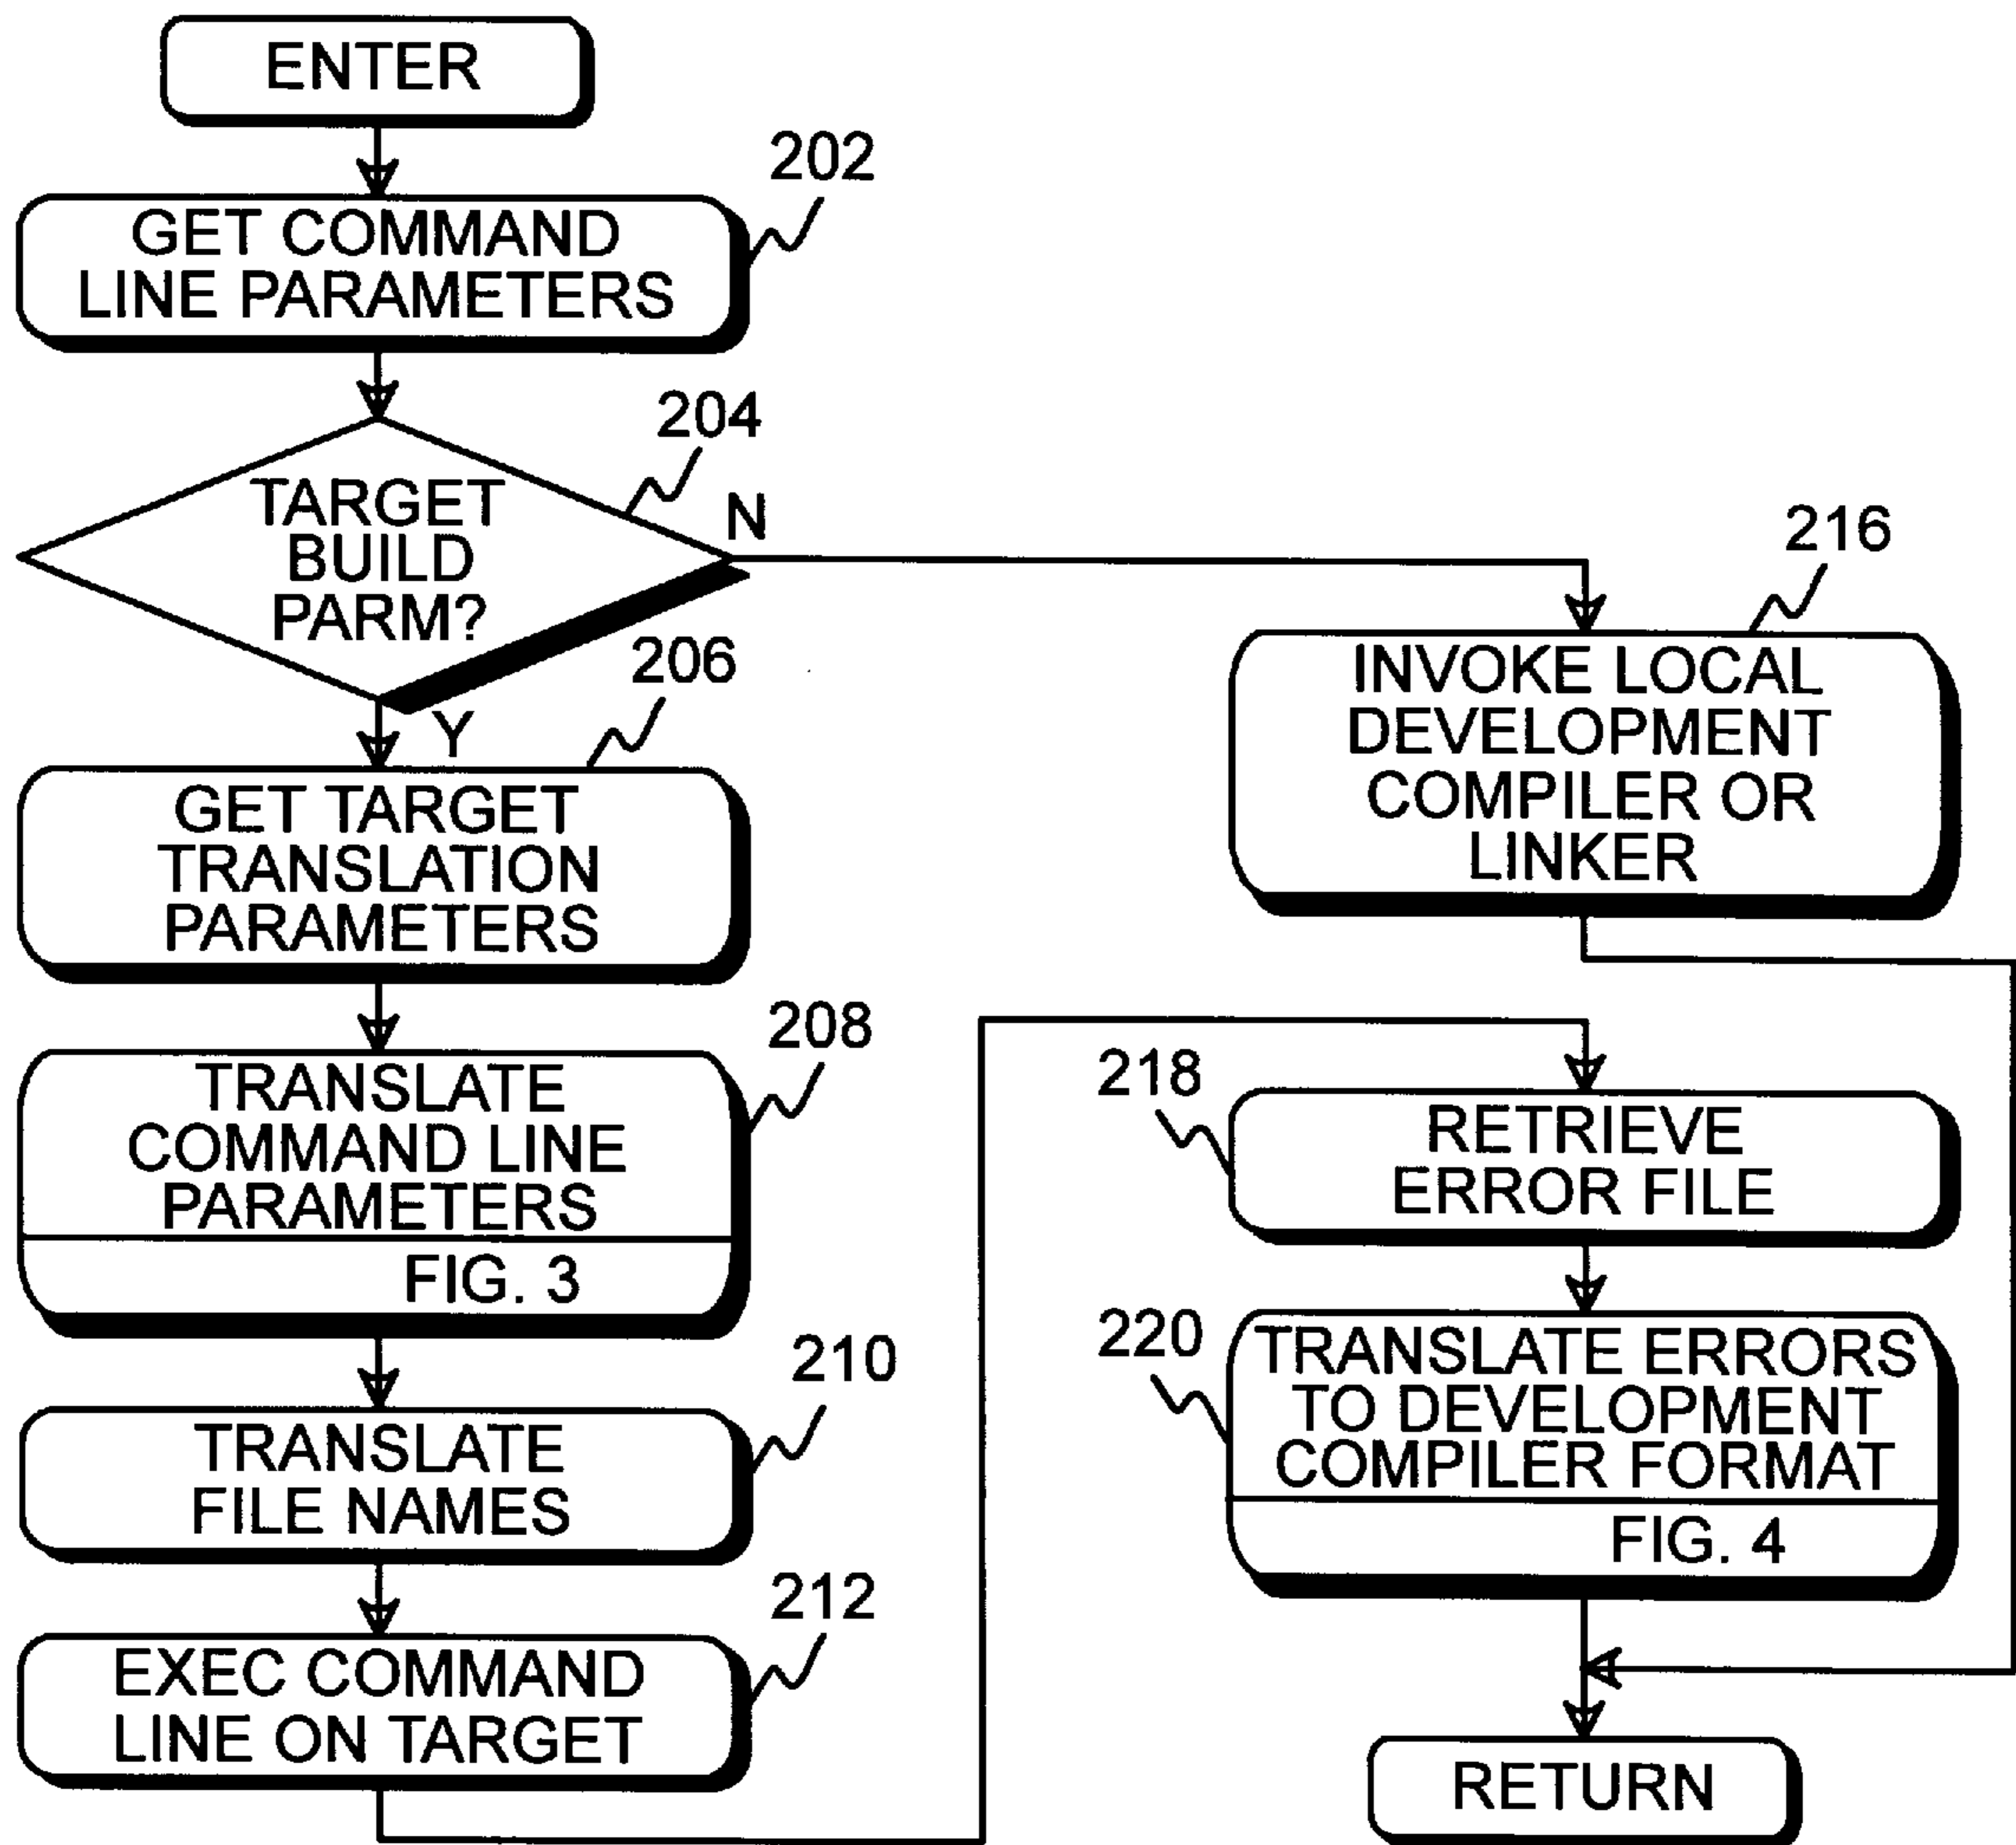 ENTER
202
GET COMMAND
LINE PARAMETERS
204
TARGET
BUILD
PARM?
N
Y
206
GET TARGET
TRANSLATION
PARAMETERS
208
TRANSLATE
COMMAND LINE
PARAMETERS
FIG. 3
210
TRANSLATE
FILE NAMES
212
EXEC COMMAND
LINE ON TARGET
216
INVOKE LOCAL
DEVELOPMENT
COMPILER OR
LINKER
218
RETRIEVE
ERROR FILE
220
TRANSLATE ERRORS
TO DEVELOPMENT
COMPILER FORMAT
FIG. 4
RETURN